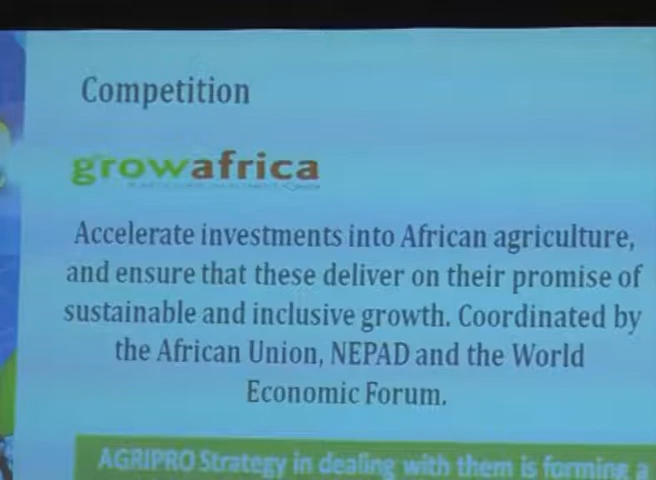 Competition
growafrica
Accelerate investments into African agriculture,
and ensure that these deliver on their promise of
sustainable and inclusive growth. Coordinated by
the African Union, NEPAD and the World
Economic Forum.
AGRIPRO Strategy in dealing with them is forming a